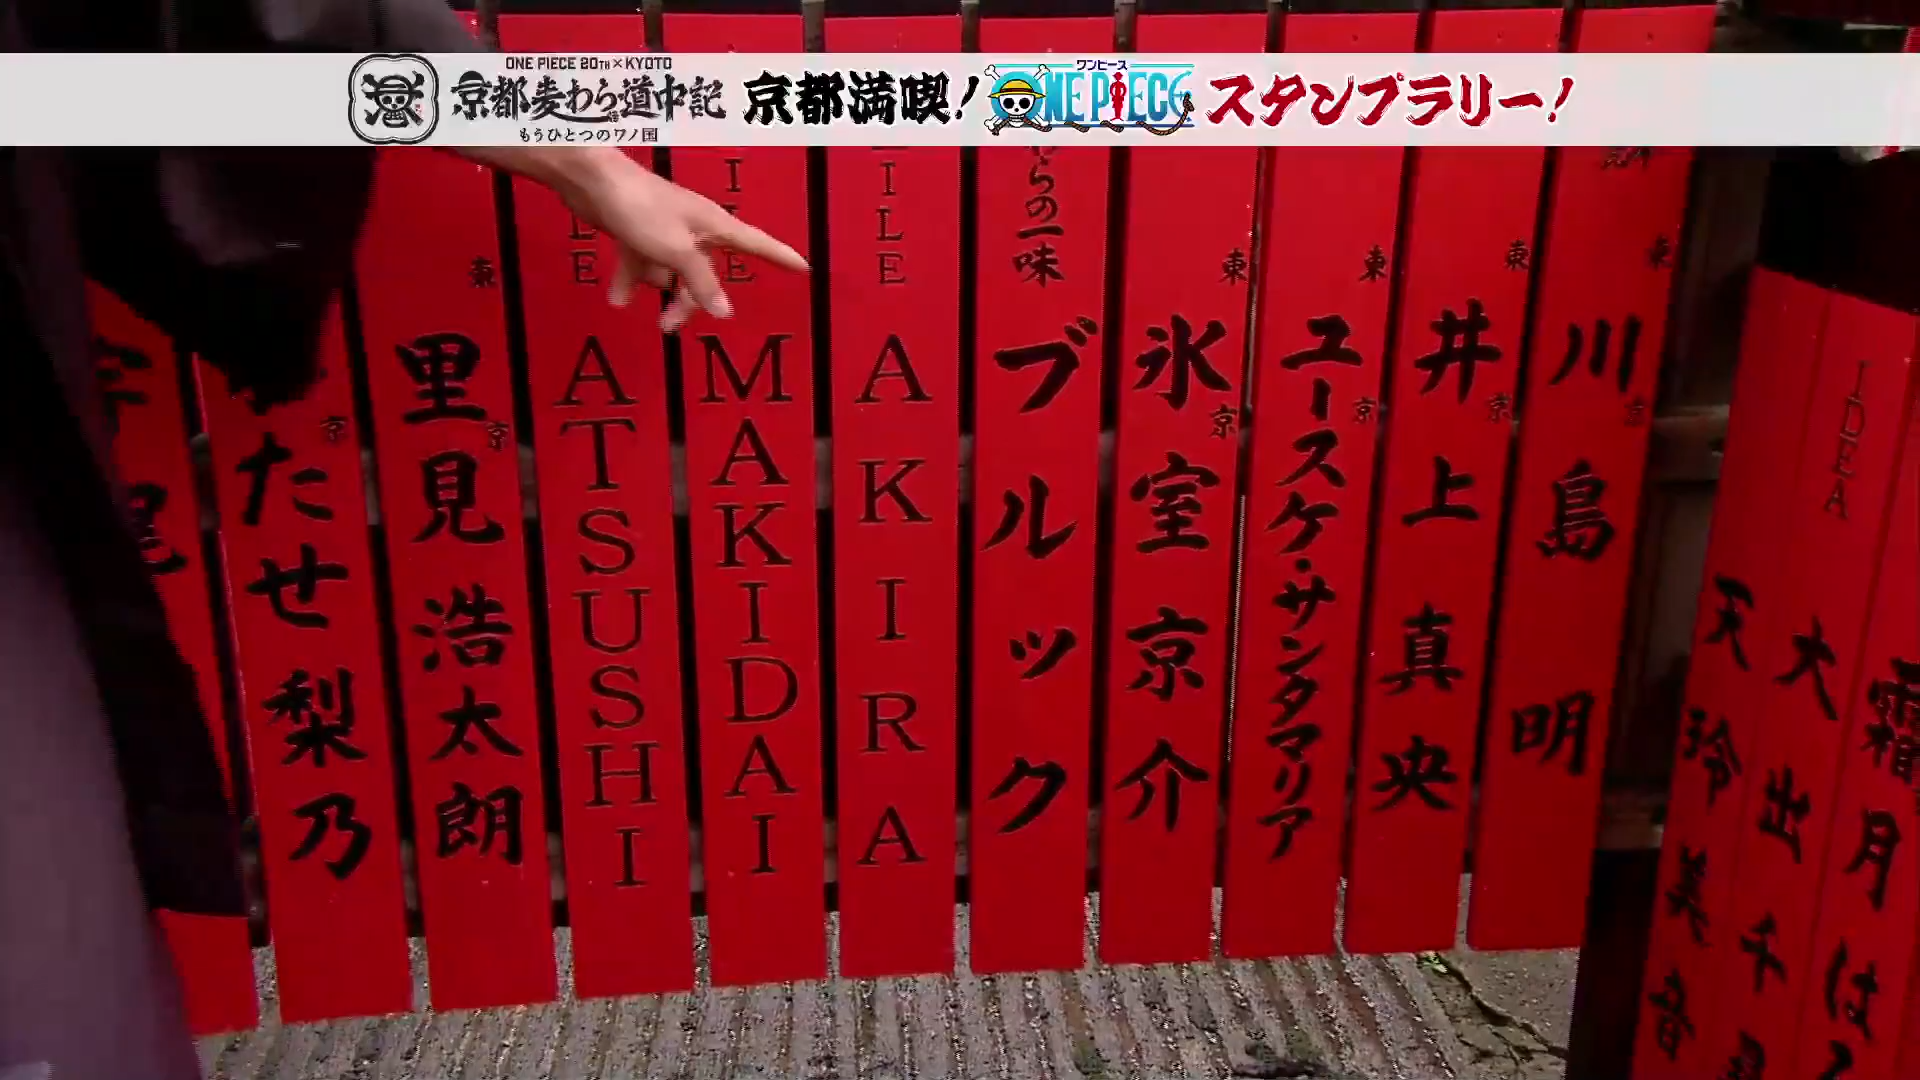 ONE PIECE 20TH×KYOTO
京都麦わら道中記
もうひとつのワノ国
京都満喫!
ワンピース
ONE PIECE
スタンプラリー!
東京
川島明
東京
井上真央
東京
ユースケ・サンタマリア
東京
氷室京介
らの一味
ブルック
ILE
AKIRA
MAKIDAI
ATSUSHI
東京
里見浩太朗
京
たせ梨乃
IDEA
天玲美音
大出千
霜月は